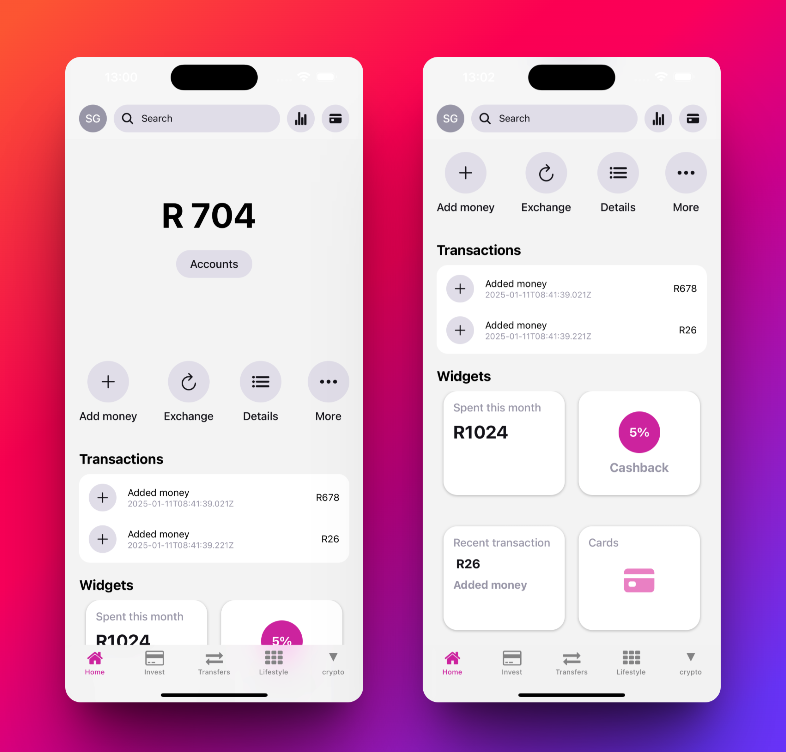 13:00
SG
Search
R 704
Accounts
Add money
Exchange
Details
More
Transactions
Added money
R678
2025-01-11T08:41:39.021Z
Added money
R26
2025-01-11T08:41:39.221Z
Widgets
Spent this month
R1024
5%
Home
Invest
Transfers
Lifestyle
crypto
13:02
SG
Search
Add money
Exchange
Details
More
Transactions
Added money
R678
2025-01-11T08:41:39.021Z
Added money
R26
2025-01-11T08:41:39.221Z
Widgets
Spent this month
R1024
5%
Cashback
Recent transaction
R26
Added money
Cards
Home
Invest
Transfers
Lifestyle
crypto